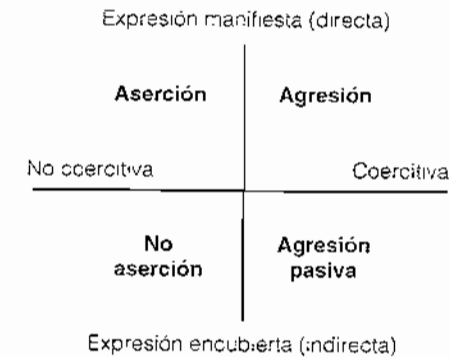 Expresión manifiesta (directa)
Aserción Agresión
No coercitiva Coercitiva
No Agresión
aserción pasiva
Expresión encubierta (indirecta)